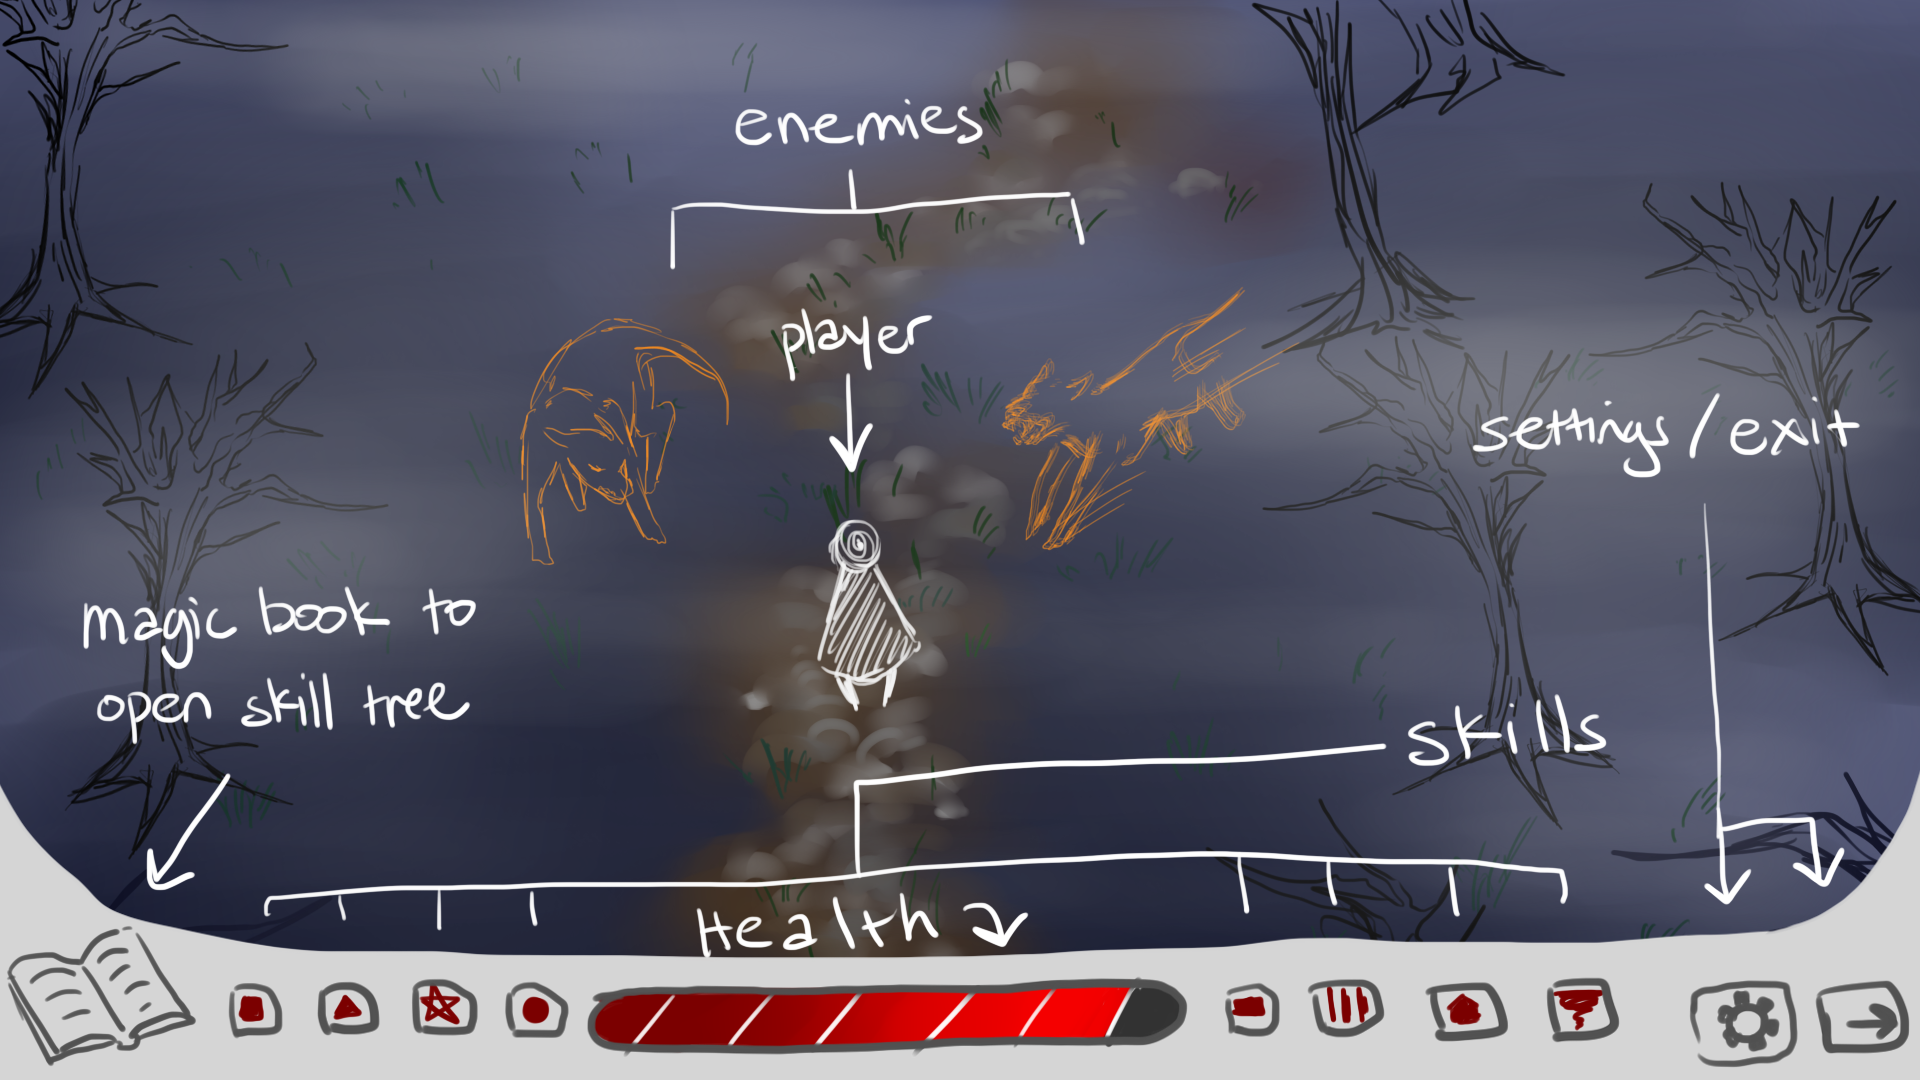 enemies
player
settings / exit
magic book to
open skill tree
skills
Health